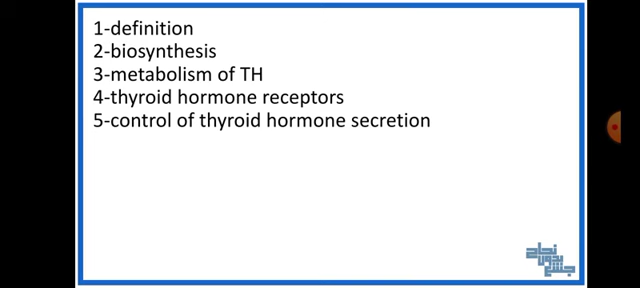 1-definition
2-biosynthesis
3-metabolism of TH
4-thyroid hormone receptors
5-control of thyroid hormone secretion